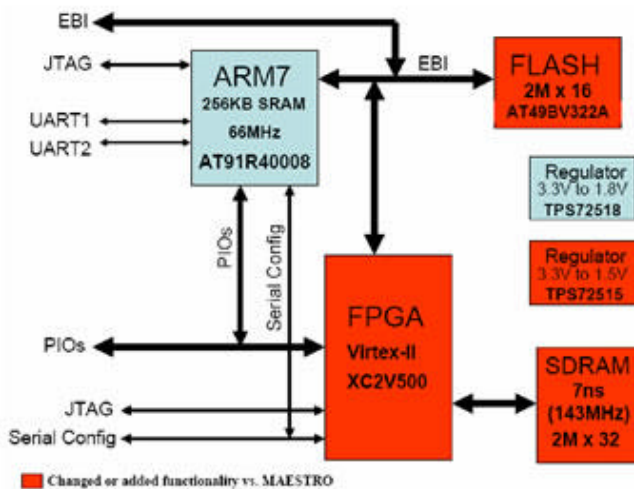 EBI
JTAG
UART1
UART2
ARM7
256KB SRAM
66MHz
AT91R40008
EBI
FLASH
2M x 16
AT49BV322A
Regulator
3.3V to 1.8V
TPS72518
Regulator
3.3V to 1.5V
TPS72515
PIOs
Serial Config
FPGA
Virtex-II
XC2V500
SDRAM
7ns
(143MHz)
2M x 32
PIOs
JTAG
Serial Config
Changed or added functionality vs. MAESTRO